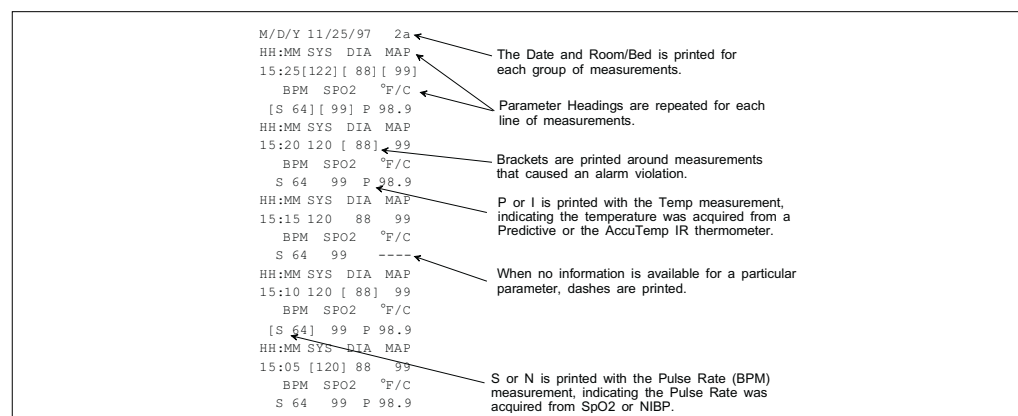 M/D/Y 11/25/97 2a
HH:MM SYS DIA MAP
15:25[122][ 88][ 99]
BPM SPO2 °F/C
[S 64][ 99] P 98.9
HH:MM SYS DIA MAP
15:20 120 [ 88] 99
BPM SPO2 °F/C
S 64 99 P 98.9
HH:MM SYS DIA MAP
15:15 120 88 99
BPM SPO2 °F/C
S 64 99 ----
HH:MM SYS DIA MAP
15:10 120 [ 88] 99
BPM SPO2 °F/C
[S 64] 99 P 98.9
HH:MM SYS DIA MAP
15:05 [120] 88 99
BPM SPO2 °F/C
S 64 99 P 98.9
The Date and Room/Bed is printed for
each group of measurements.
Parameter Headings are repeated for each
line of measurements.
Brackets are printed around measurements
that caused an alarm violation.
P or I is printed with the Temp measurement,
indicating the temperature was acquired from a
Predictive or the AccuTemp IR thermometer.
When no information is available for a particular
parameter, dashes are printed.
S or N is printed with the Pulse Rate (BPM)
measurement, indicating the Pulse Rate was
acquired from SpO2 or NIBP.